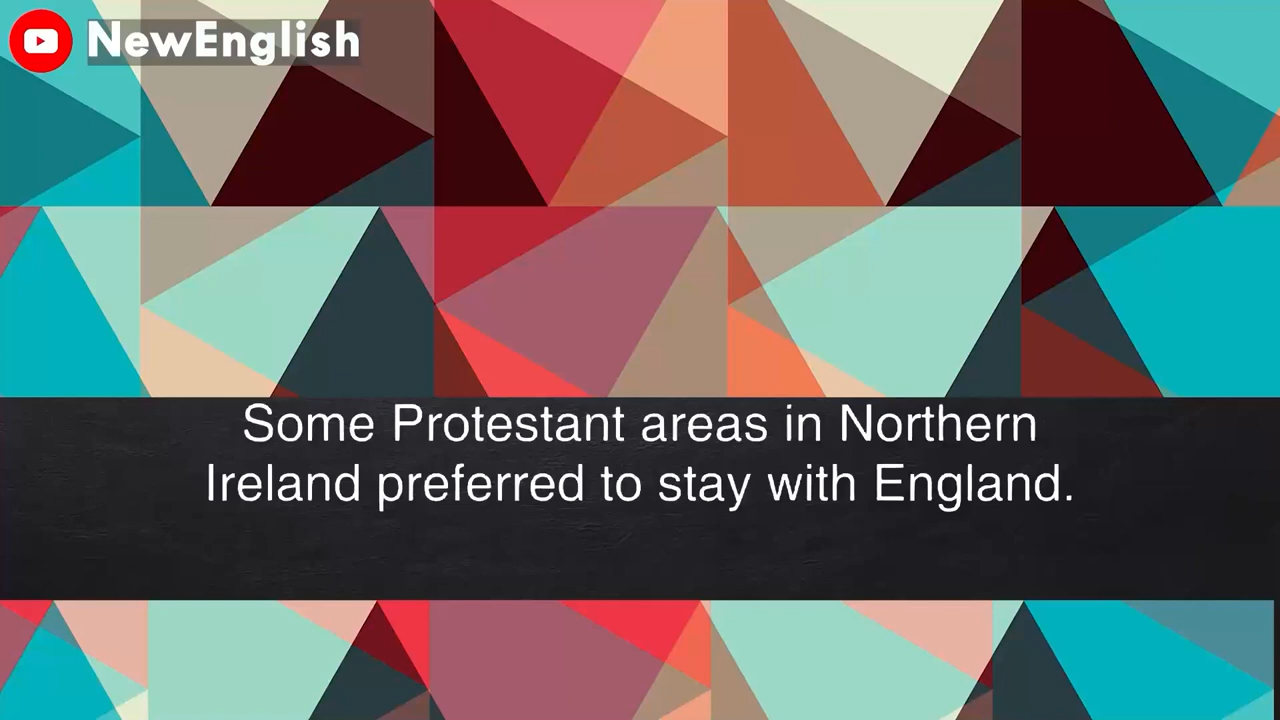 NewEnglish
Some Protestant areas in Northern
Ireland preferred to stay with England.